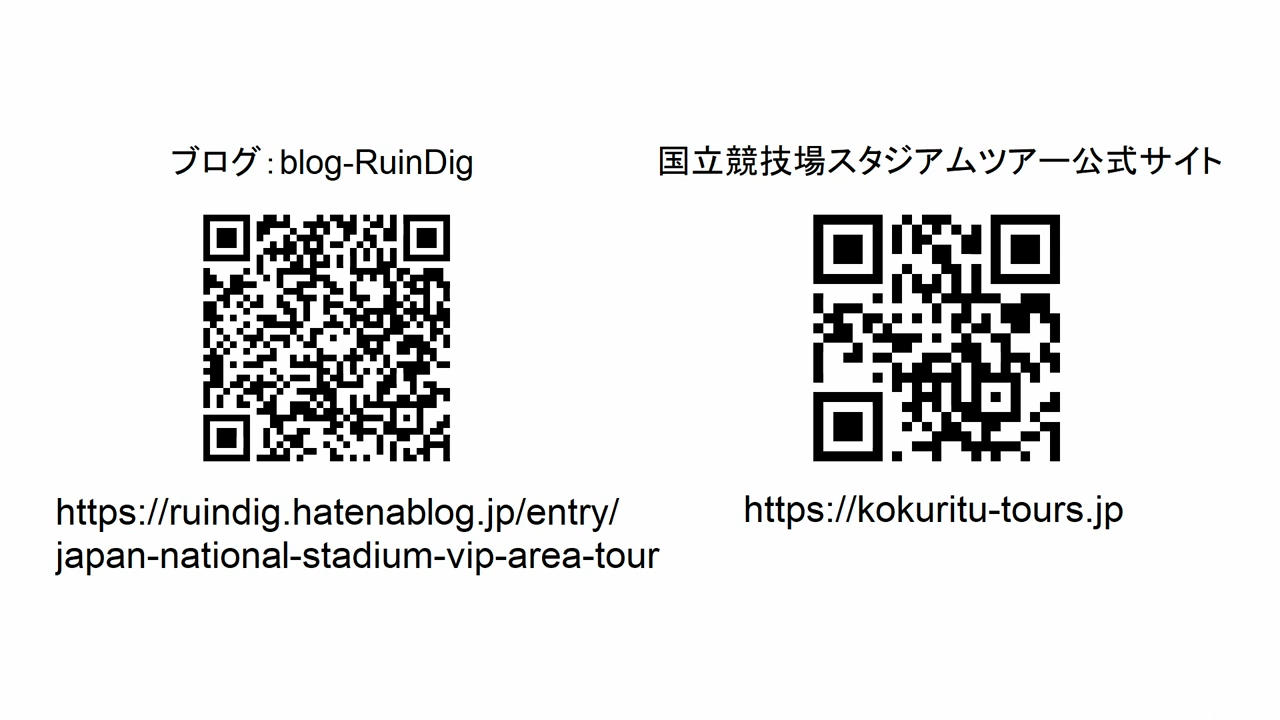 ブログ：blog-RuinDig
国立競技場スタジアムツアー公式サイト
https://ruindig.hatenablog.jp/entry/
japan-national-stadium-vip-area-tour
https://kokuritu-tours.jp